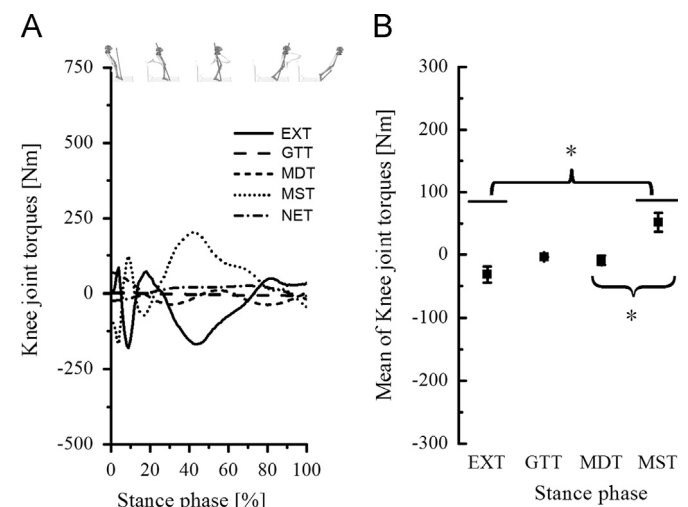 A
Knee joint torques [Nm]
750
500
250
0
-250
-500
EXT
GTT
MDT
MST
NET
0 20 40 60 80 100
Stance phase [%]
B
Mean of Knee joint torques [Nm]
300
200
100
0
-100
-200
-300
*
*
EXT GTT MDT MST
Stance phase